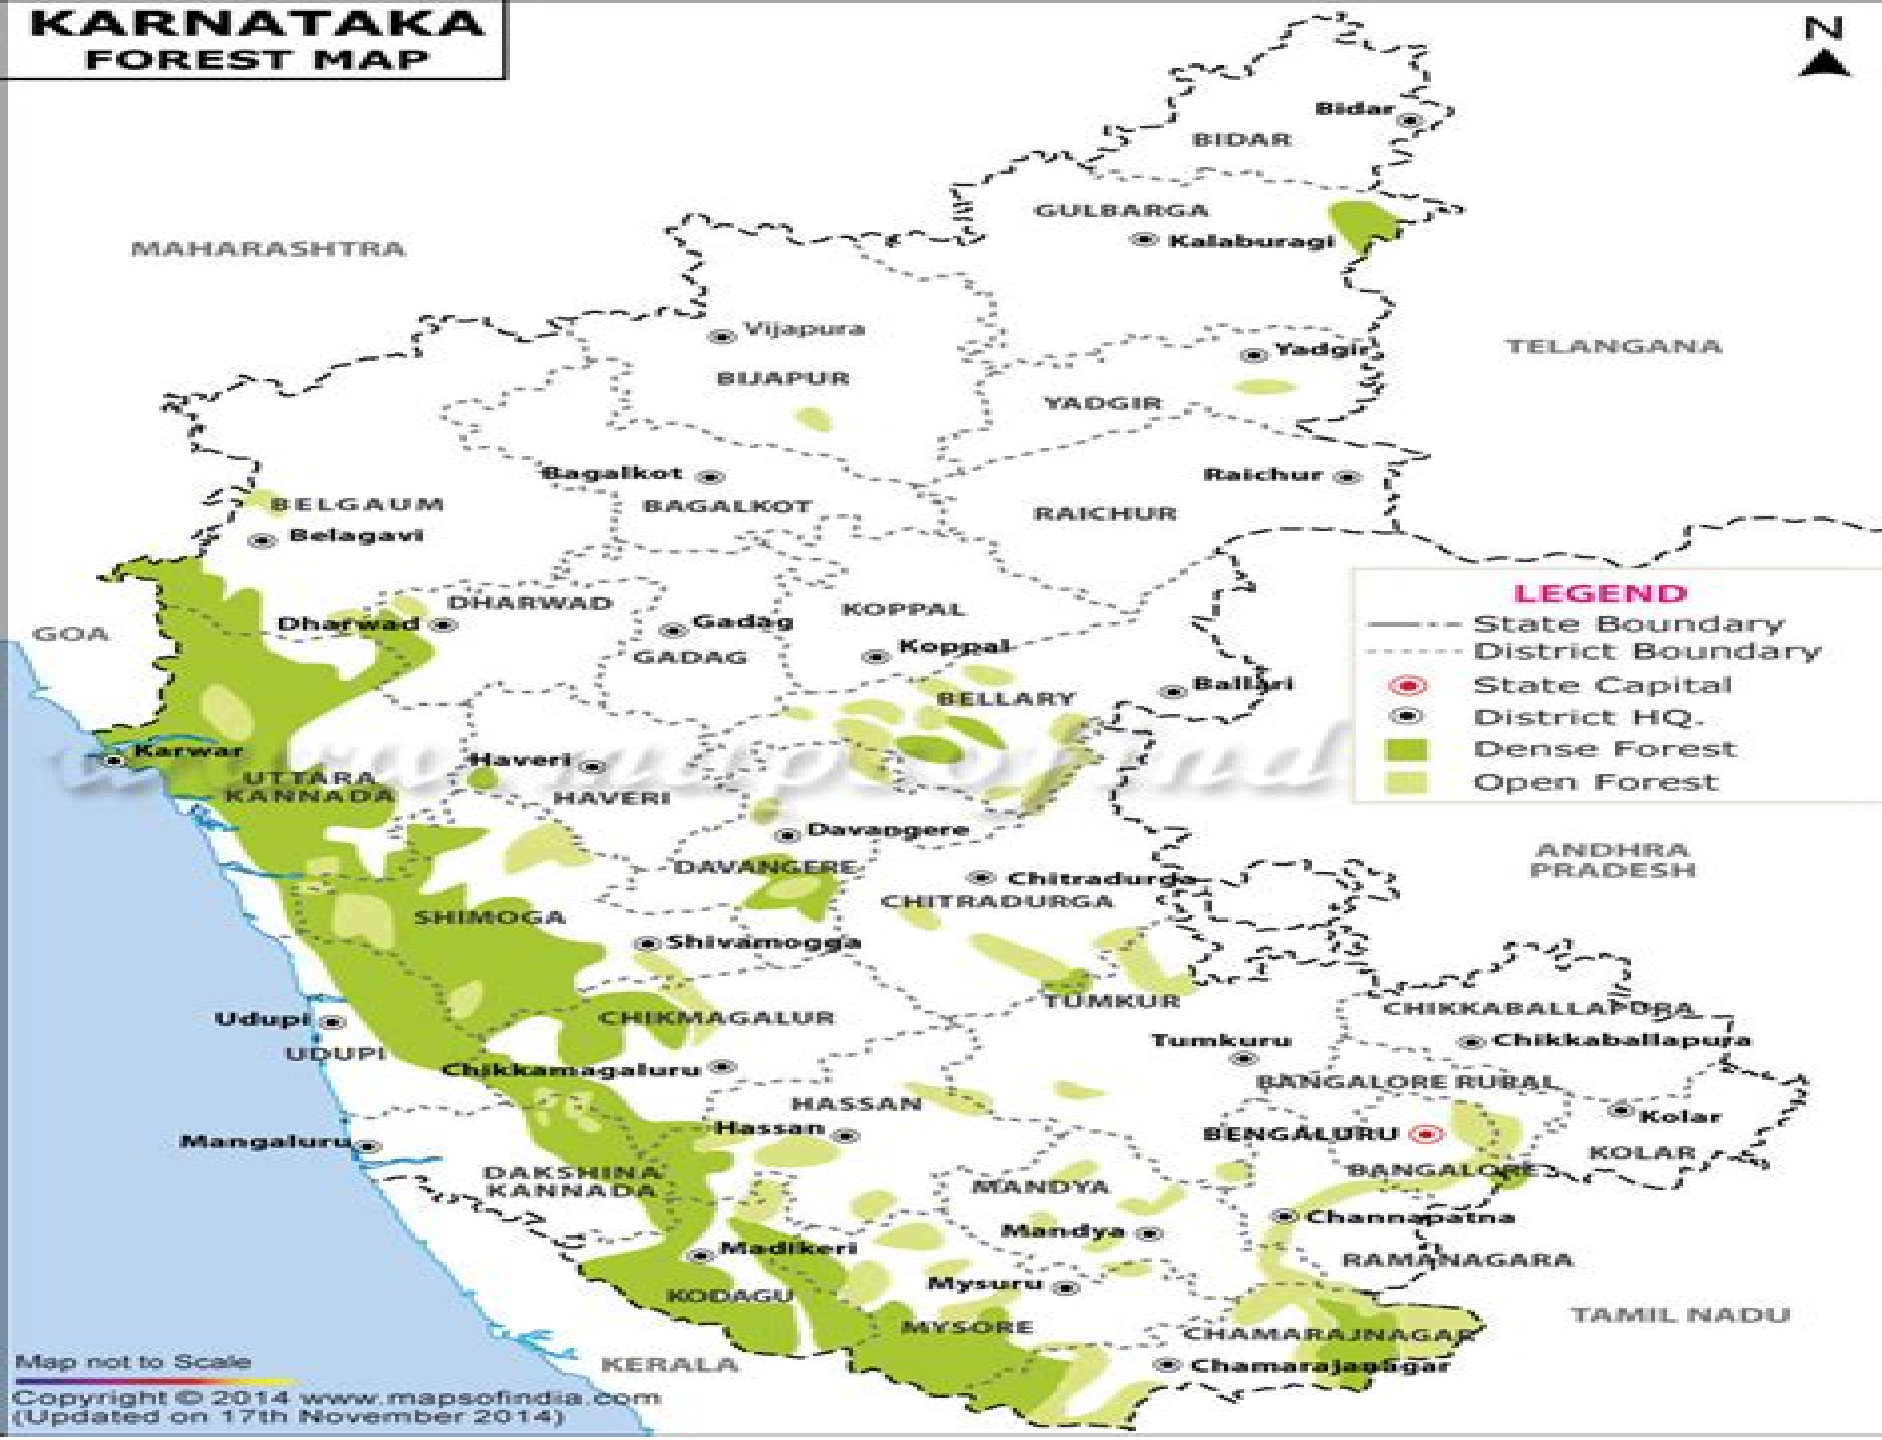 KARNATAKA
FOREST MAP
N
Bidar
BIDAR
GULBARGA
Kalaburagi
MAHARASHTRA
Vijapura
Yadgir
TELANGANA
BIJAPUR
YADGIR
Bagalkot
Raichur
BELGAUM
BAGALKOT
RAICHUR
Belagavi
LEGEND
State Boundary
District Boundary
State Capital
District HQ.
Dense Forest
Open Forest
DHARWAD
KOPPAL
Dharwad
Gadag
GOA
GADAG
Koppal
Ballari
BELLARY
Karwar
Haveri
UTTARA
KANNADA
HAVERI
Davangere
ANDHRA
PRADESH
DAVANGERE
Chitradurga
CHITRADURGA
SHIMOGA
Shivamogga
TUMKUR
CHIKKABALLAPURA
Udupi
CHIKMAGALUR
Tumkuru
Chikkaballapura
UDUPI
Chikkamagaluru
BANGALORE RURAL
HASSAN
Kolar
Hassan
BENGALURU
Mangaluru
KOLAR
DAKSHINA
KANNADA
BANGALORE
MANDYA
Channapatna
Mandya
Madikeri
RAMANAGARA
Mysuru
KODAGU
TAMIL NADU
MYSORE
CHAMARAJNAGAR
KERALA
Chamarajanagar
Map not to Scale
Copyright © 2014 www.mapsofindia.com
(Updated on 17th November 2014)